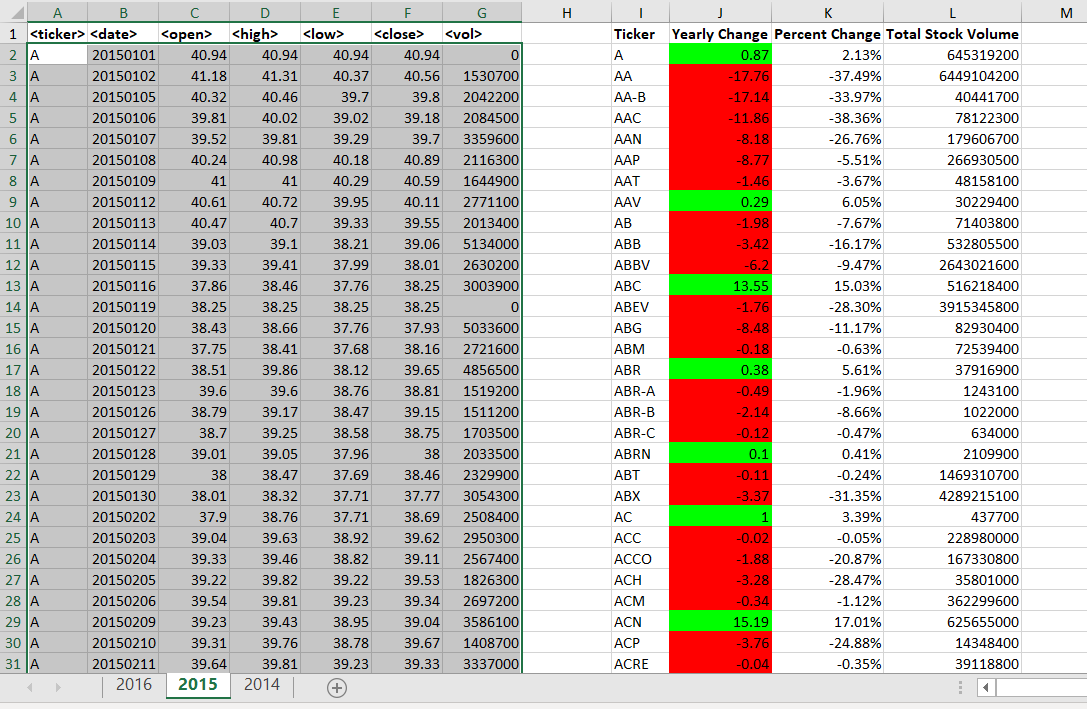 A B C D E F G H I J K L M
1 <ticker> <date> <open> <high> <low> <close> <vol> Ticker Yearly Change Percent Change Total Stock Volume
2 A 20150101 40.94 40.94 40.94 40.94 0 A 0.87 2.13% 645319200
3 A 20150102 41.18 41.31 40.37 40.56 1530700 AA -17.76 -37.49% 6449104200
4 A 20150105 40.32 40.46 39.7 39.8 2042200 AA-B -17.14 -33.97% 40441700
5 A 20150106 39.81 40.02 39.02 39.18 2084500 AAC -11.86 -38.36% 78122300
6 A 20150107 39.52 39.81 39.29 39.7 3359600 AAN -8.18 -26.76% 179606700
7 A 20150108 40.24 40.98 40.18 40.89 2116300 AAP -8.77 -5.51% 266930500
8 A 20150109 41 41 40.29 40.59 1644900 AAT -1.46 -3.67% 48158100
9 A 20150112 40.61 40.72 39.95 40.11 2771100 AAV 0.29 6.05% 30229400
10 A 20150113 40.47 40.7 39.33 39.55 2013400 AB -1.98 -7.67% 71403800
11 A 20150114 39.03 39.1 38.21 39.06 5134000 ABB -3.42 -16.17% 532805500
12 A 20150115 39.33 39.41 37.99 38.01 2630200 ABBV -6.2 -9.47% 2643021600
13 A 20150116 37.86 38.46 37.76 38.25 3003900 ABC 13.55 15.03% 516218400
14 A 20150119 38.25 38.25 38.25 38.25 0 ABEV -1.76 -28.30% 3915345800
15 A 20150120 38.43 38.66 37.76 37.93 5033600 ABG -8.48 -11.17% 82930400
16 A 20150121 37.75 38.41 37.68 38.16 2721600 ABM -0.18 -0.63% 72539400
17 A 20150122 38.51 39.86 38.12 39.65 4856500 ABR 0.38 5.61% 37916900
18 A 20150123 39.6 39.6 38.76 38.81 1519200 ABR-A -0.49 -1.96% 1243100
19 A 20150126 38.79 39.17 38.47 39.15 1511200 ABR-B -2.14 -8.66% 1022000
20 A 20150127 38.7 39.25 38.58 38.75 1703500 ABR-C -0.12 -0.47% 634000
21 A 20150128 39.01 39.05 37.96 38 2033500 ABRN 0.1 0.41% 2109900
22 A 20150129 38 38.47 37.69 38.46 2329900 ABT -0.11 -0.24% 1469310700
23 A 20150130 38.01 38.32 37.71 37.77 3054300 ABX -3.37 -31.35% 4289215100
24 A 20150202 37.9 38.76 37.71 38.69 2508400 AC 1 3.39% 437700
25 A 20150203 39.04 39.63 38.92 39.62 2950300 ACC -0.02 -0.05% 228980000
26 A 20150204 39.33 39.46 38.82 39.11 2567400 ACCO -1.88 -20.87% 167330800
27 A 20150205 39.22 39.82 39.22 39.53 1826300 ACH -3.28 -28.47% 35801000
28 A 20150206 39.54 39.81 39.23 39.34 2697200 ACM -0.34 -1.12% 362299600
29 A 20150209 39.23 39.43 38.95 39.04 3586100 ACN 15.19 17.01% 625655000
30 A 20150210 39.31 39.76 38.78 39.67 1408700 ACP -3.76 -24.88% 14348400
31 A 20150211 39.64 39.81 39.23 39.33 3337000 ACRE -0.04 -0.35% 39118800
2016 2015 2014